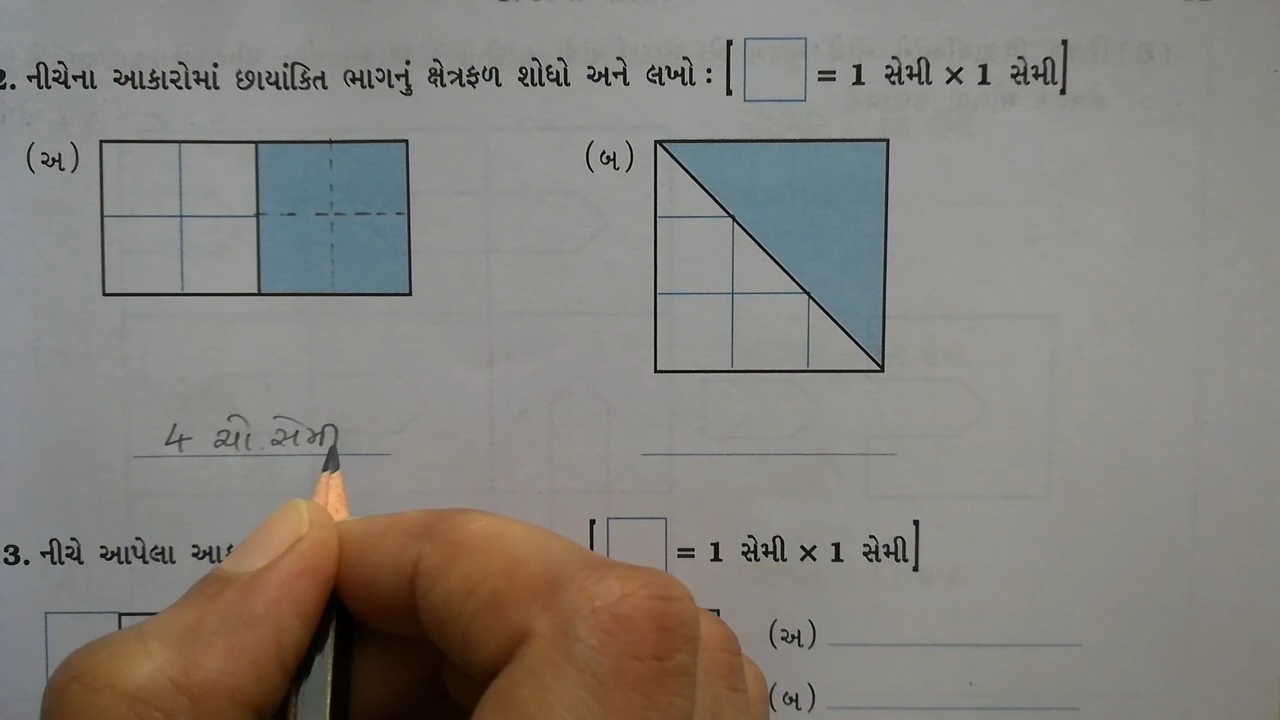 2. નીચેના આકારોમાં છાયાંકિત ભાગનું ક્ષેત્રફળ શોધો અને લખો : [ = 1 સેમી × 1 સેમી]
(અ)
(બ)
4 ચો.સેમી
3. નીચે આપેલા [ = 1 સેમી × 1 સેમી]
(અ)
(બ)